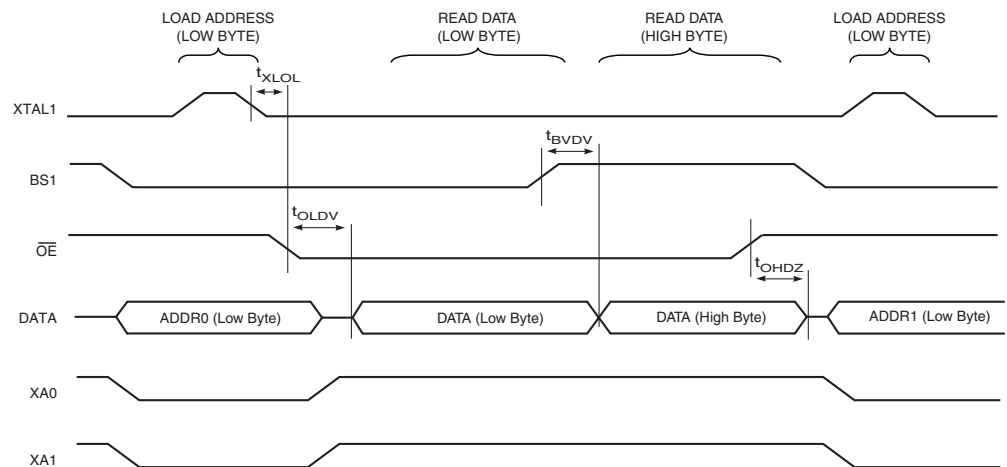 LOAD ADDRESS
(LOW BYTE)
READ DATA
(LOW BYTE)
READ DATA
(HIGH BYTE)
LOAD ADDRESS
(LOW BYTE)
tXLOL
XTAL1
tBVDV
BS1
tOLDV
OE
tOHDZ
DATA
ADDR0 (Low Byte)
DATA (Low Byte)
DATA (High Byte)
ADDR1 (Low Byte)
XA0
XA1